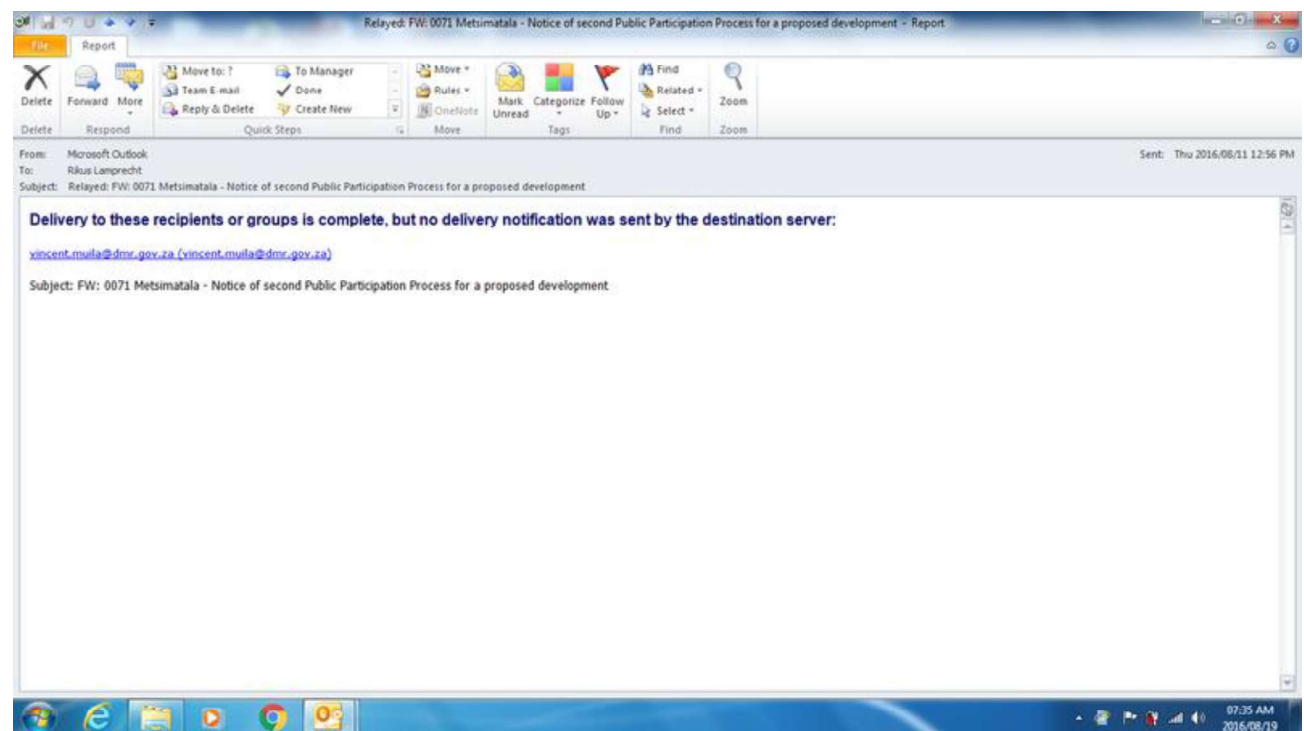 Relayed: FW: 0071 Metsimatala - Notice of second Public Participation Process for a proposed development - Report
File Report
Move to: ? To Manager Move Find
Team E-mail Done Rules Related
Delete Forward More Reply & Delete Create New OneNote Mark Unread Categorize Follow Up Select Zoom
Delete Respond Quick Steps Move Tags Find Zoom
From: Microsoft Outlook Sent: Thu 2016/08/11 12:56 PM
To: Rikus Lamprecht
Subject: Relayed: FW: 0071 Metsimatala - Notice of second Public Participation Process for a proposed development
Delivery to these recipients or groups is complete, but no delivery notification was sent by the destination server:
vincent.muila@dmr.gov.za (vincent.muila@dmr.gov.za)
Subject: FW: 0071 Metsimatala - Notice of second Public Participation Process for a proposed development
07:35 AM
2016/08/19